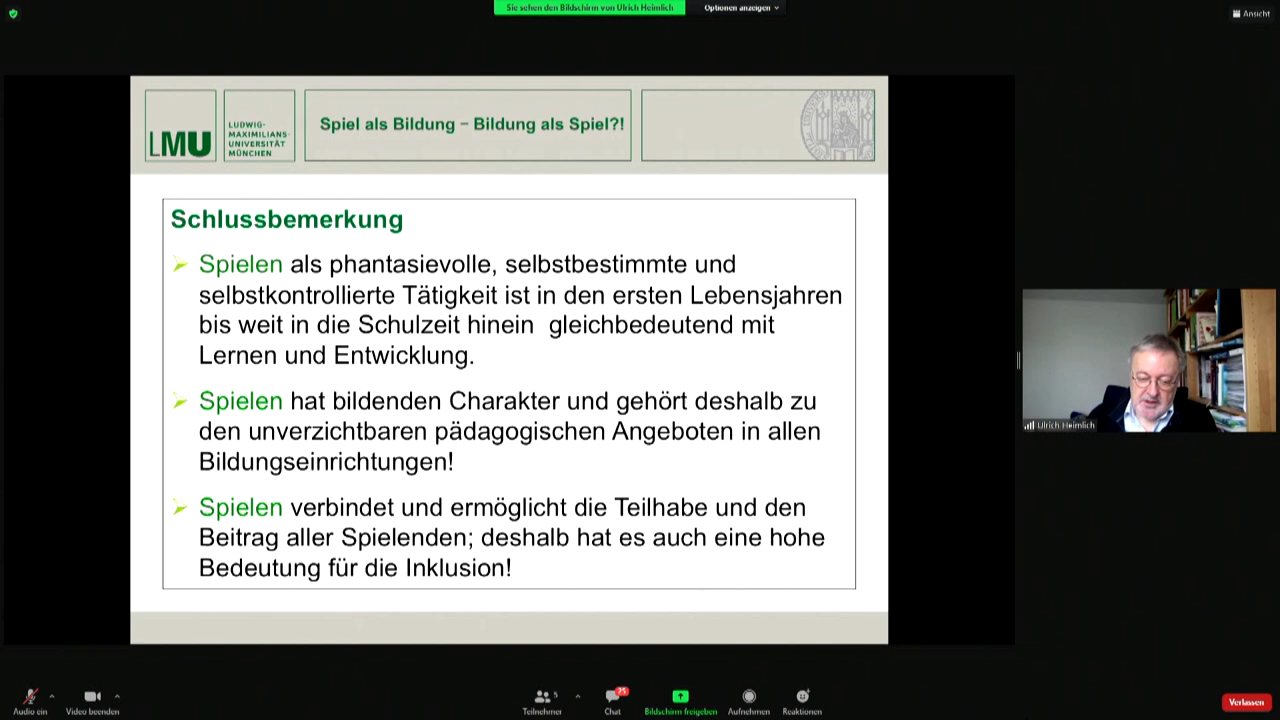 Sie sehen den Bildschirm von Ulrich Heimlich
Optionen anzeigen
Ansicht
LMU
LUDWIG-
MAXIMILIANS-
UNIVERSITÄT
MÜNCHEN
Spiel als Bildung – Bildung als Spiel?!
Schlussbemerkung
Spielen als phantasievolle, selbstbestimmte und
selbstkontrollierte Tätigkeit ist in den ersten Lebensjahren
bis weit in die Schulzeit hinein gleichbedeutend mit
Lernen und Entwicklung.
Spielen hat bildenden Charakter und gehört deshalb zu
den unverzichtbaren pädagogischen Angeboten in allen
Bildungseinrichtungen!
Spielen verbindet und ermöglicht die Teilhabe und den
Beitrag aller Spielenden; deshalb hat es auch eine hohe
Bedeutung für die Inklusion!
Ulrich Heimlich
Audio ein
Video beenden
5
Teilnehmer
25
Chat
Bildschirm freigeben
Aufnehmen
Reaktionen
Verlassen